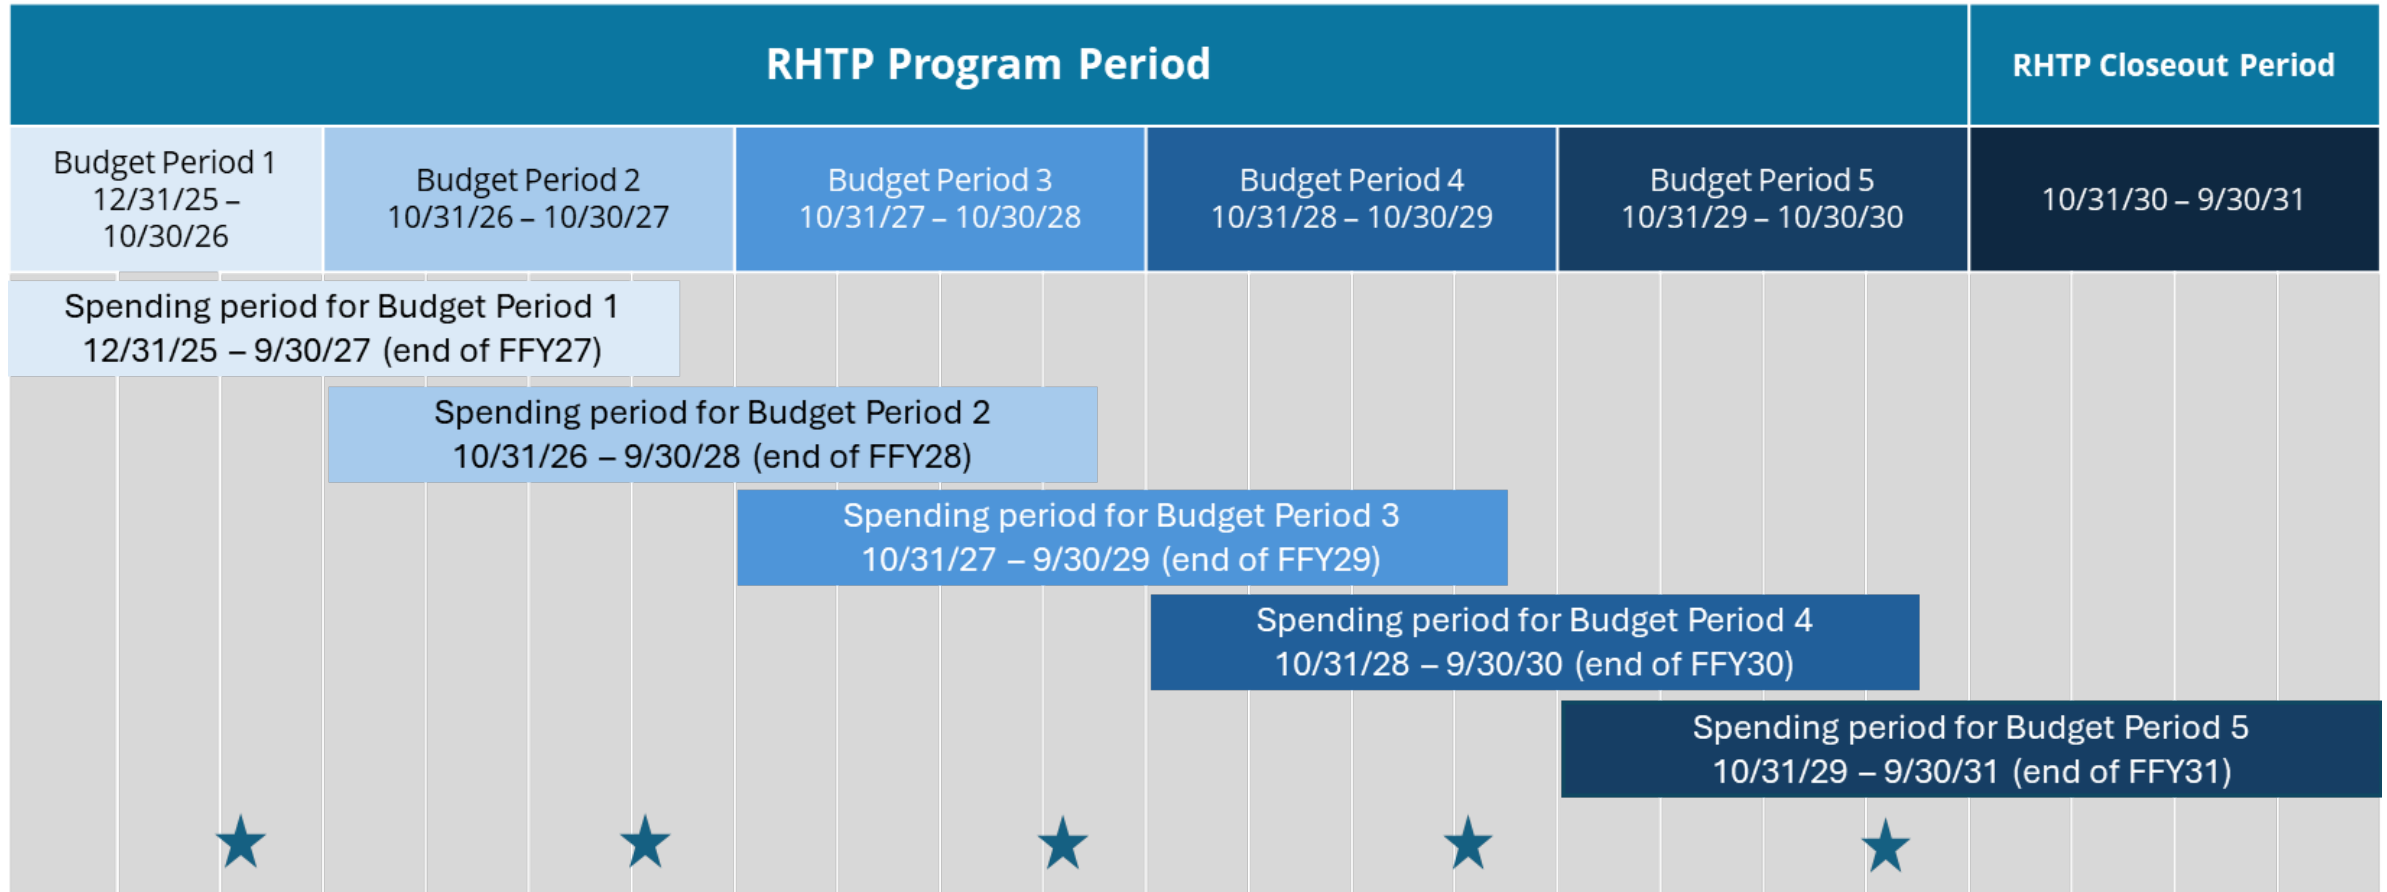 RHTP Program Period
RHTP Closeout Period
Budget Period 1
12/31/25 –
10/30/26
Budget Period 2
10/31/26 – 10/30/27
Budget Period 3
10/31/27 – 10/30/28
Budget Period 4
10/31/28 – 10/30/29
Budget Period 5
10/31/29 – 10/30/30
10/31/30 – 9/30/31
Spending period for Budget Period 1
12/31/25 – 9/30/27 (end of FFY27)
Spending period for Budget Period 2
10/31/26 – 9/30/28 (end of FFY28)
Spending period for Budget Period 3
10/31/27 – 9/30/29 (end of FFY29)
Spending period for Budget Period 4
10/31/28 – 9/30/30 (end of FFY30)
Spending period for Budget Period 5
10/31/29 – 9/30/31 (end of FFY31)